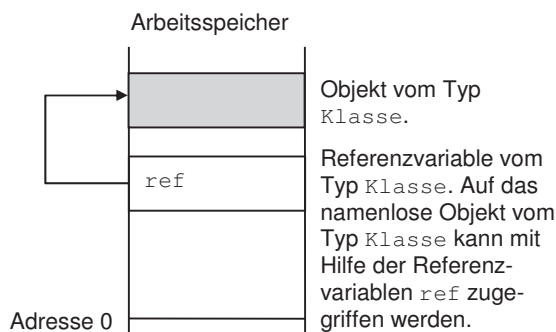 Arbeitsspeicher
Objekt vom Typ
Klasse.
ref
Referenzvariable vom
Typ Klasse. Auf das
namenlose Objekt vom
Typ Klasse kann mit
Hilfe der Referenz-
variablen ref zuge-
griffen werden.
Adresse 0